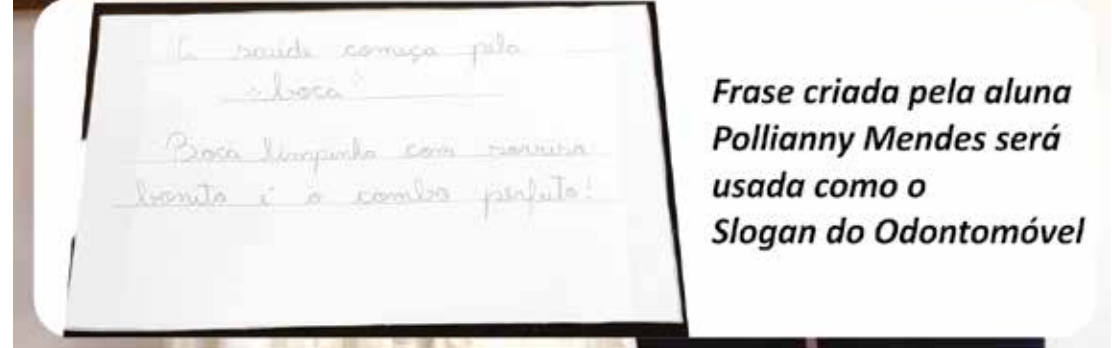 A saúde começa pela
"boca"
Boca limpinha com sorriso
bonito é o combo perfeito!
Frase criada pela aluna
Pollianny Mendes será
usada como o
Slogan do Odontomóvel